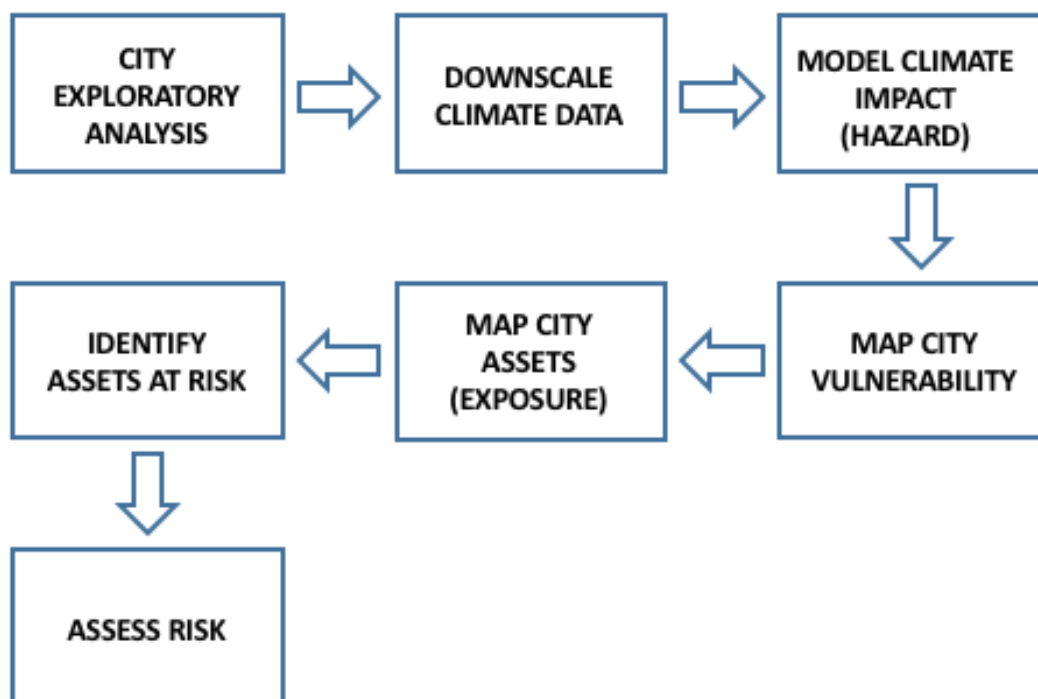 CITY
EXPLORATORY
ANALYSIS
DOWNSCALE
CLIMATE DATA
MODEL CLIMATE
IMPACT
(HAZARD)
MAP CITY
VULNERABILITY
MAP CITY
ASSETS
(EXPOSURE)
IDENTIFY
ASSETS AT RISK
ASSESS RISK